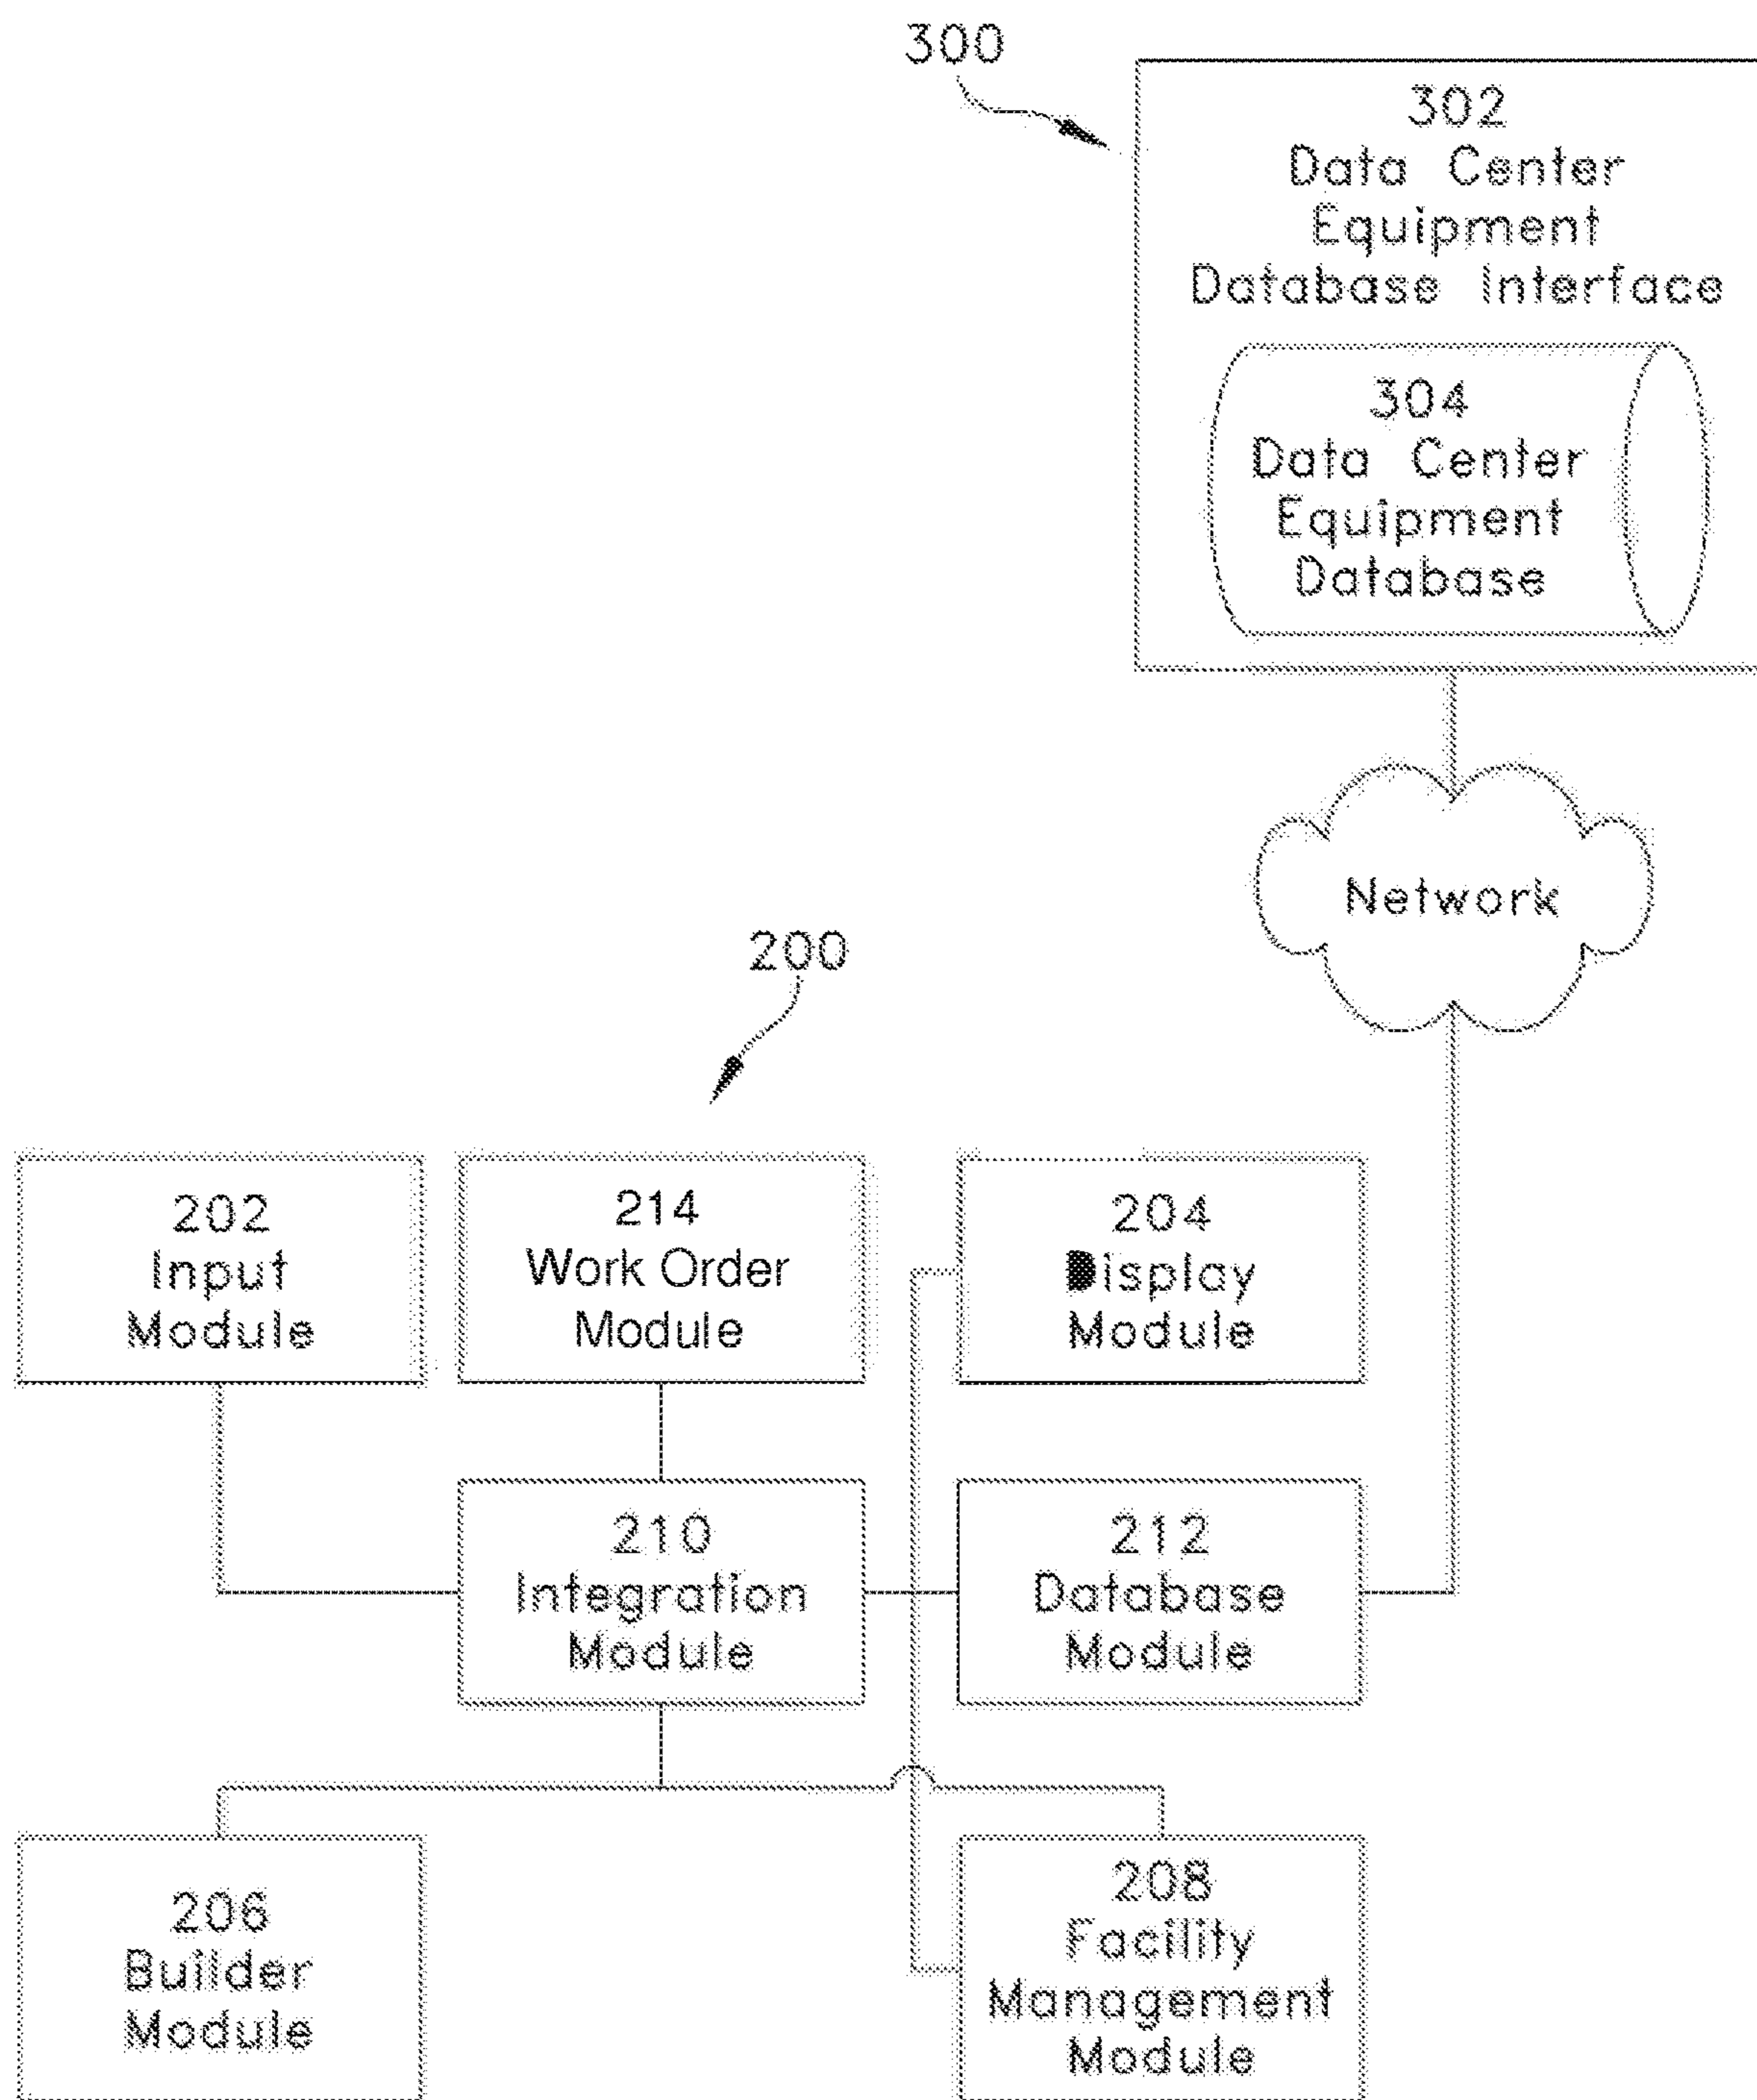 300
302
Data Center
Equipment
Database Interface
304
Data Center
Equipment
Database
Network
200
202
Input
Module
214
Work Order
Module
204
Display
Module
210
Integration
Module
212
Database
Module
206
Builder
Module
208
Facility
Management
Module